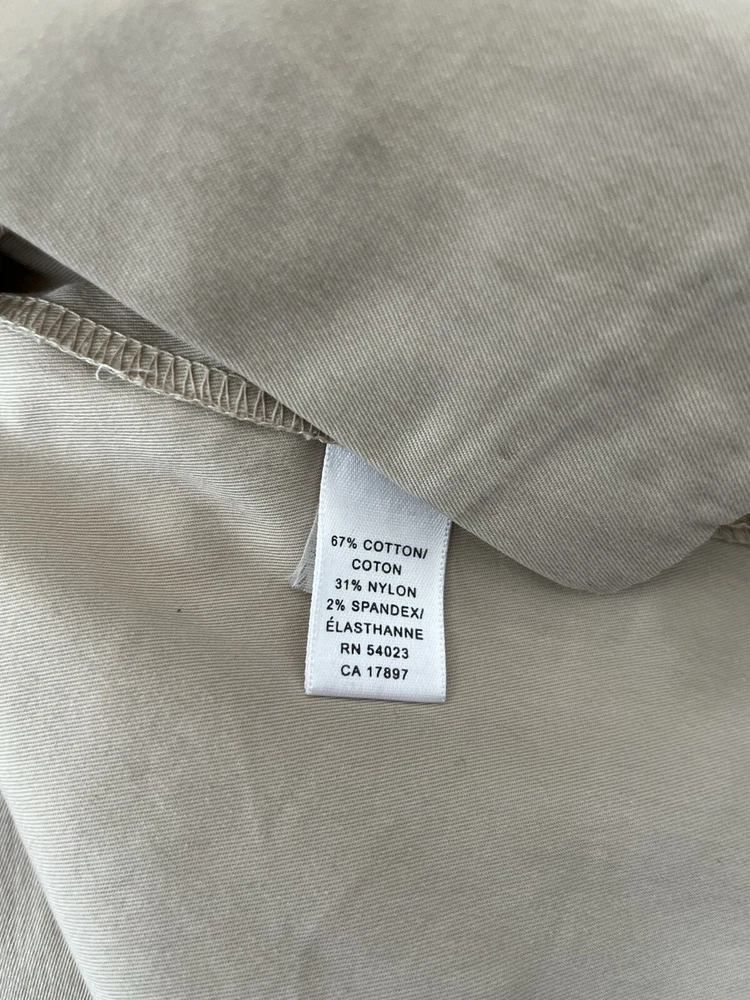 67% COTTON/
COTON
31% NYLON
2% SPANDEX/
ÉLASTHANNE
RN 54023
CA 17897